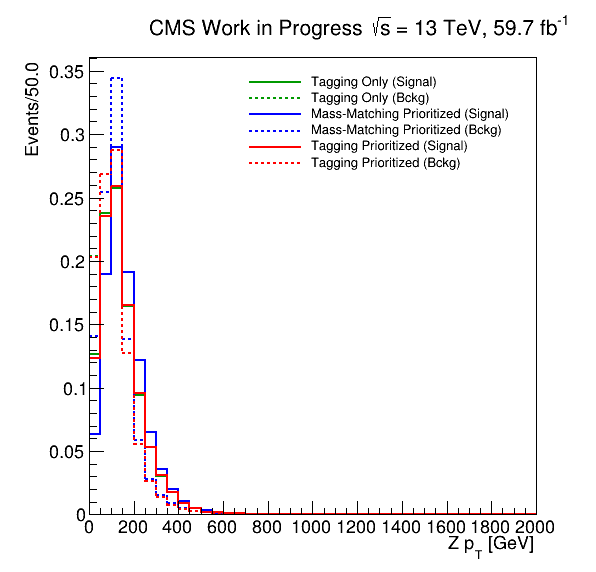 CMS Work in Progress √s = 13 TeV, 59.7 fb-1
Events/50.0
0.35
0.3
0.25
0.2
0.15
0.1
0.05
0
Tagging Only (Signal)
Tagging Only (Bckg)
Mass-Matching Prioritized (Signal)
Mass-Matching Prioritized (Bckg)
Tagging Prioritized (Signal)
Tagging Prioritized (Bckg)
0 200 400 600 800 1000 1200 1400 1600 1800 2000
Z pT [GeV]